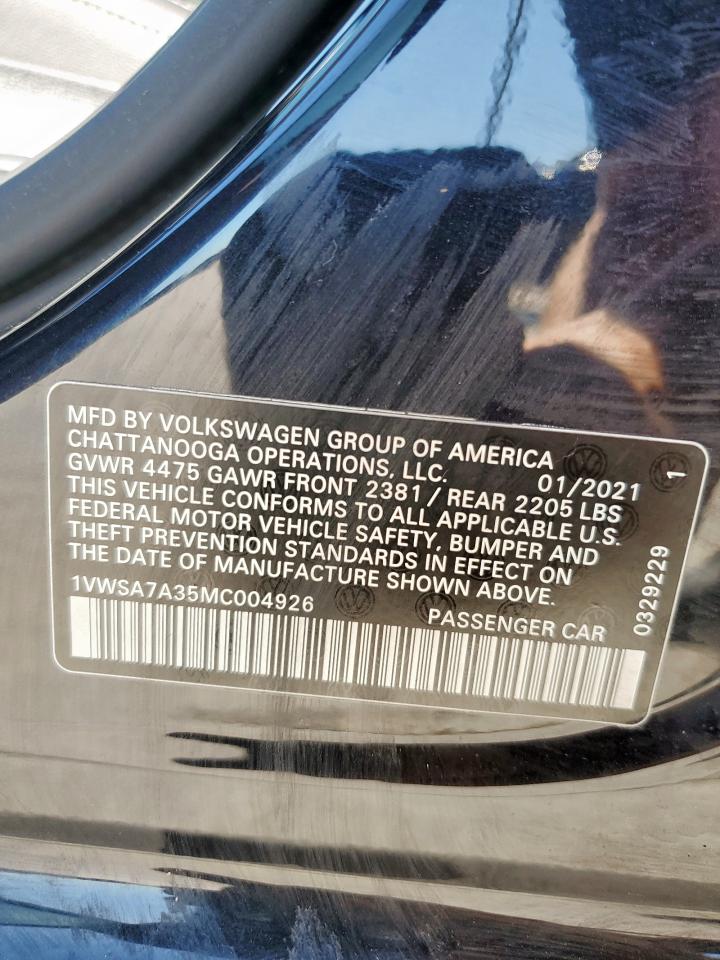 MFD BY VOLKSWAGEN GROUP OF AMERICA
CHATTANOOGA OPERATIONS, LLC. 01/2021 1
GVWR 4475 GAWR FRONT 2381 / REAR 2205 LBS
THIS VEHICLE CONFORMS TO ALL APPLICABLE U.S.
FEDERAL MOTOR VEHICLE SAFETY, BUMPER AND
THEFT PREVENTION STANDARDS IN EFFECT ON
THE DATE OF MANUFACTURE SHOWN ABOVE.
1VWSA7A35MC004926 PASSENGER CAR
0329229